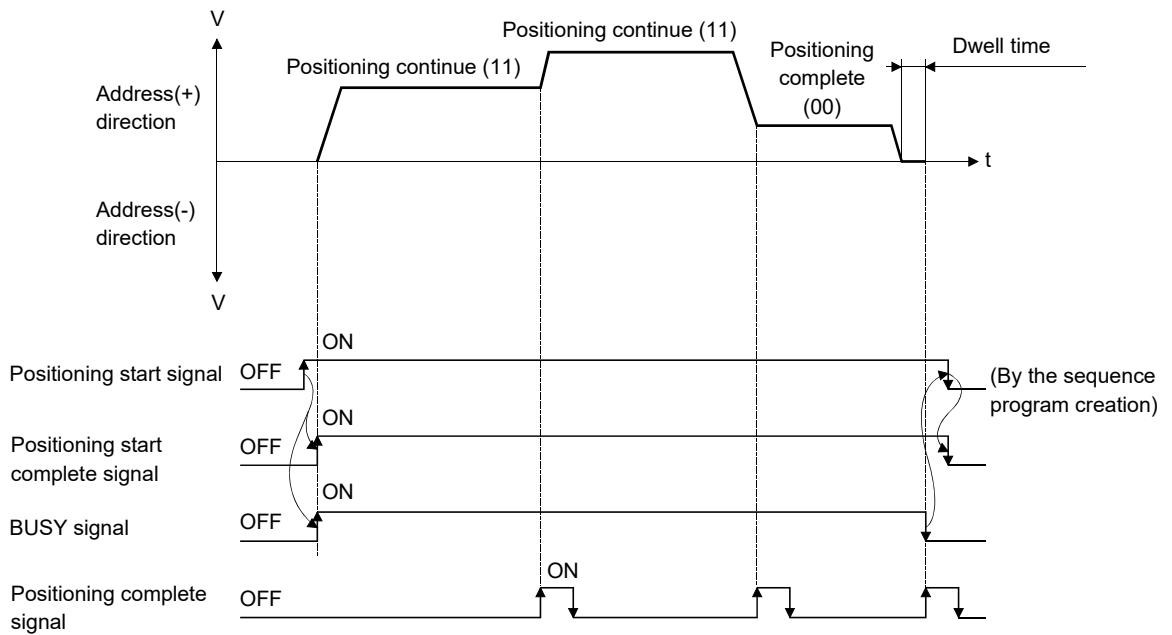 V
Positioning continue (11)
Positioning
complete
(00)
Dwell time
Positioning continue (11)
Address(+)
direction
t
Address(-)
direction
V
ON
Positioning start signal
OFF
(By the sequence
program creation)
ON
Positioning start
complete signal
OFF
ON
BUSY signal
OFF
ON
Positioning complete
signal
OFF